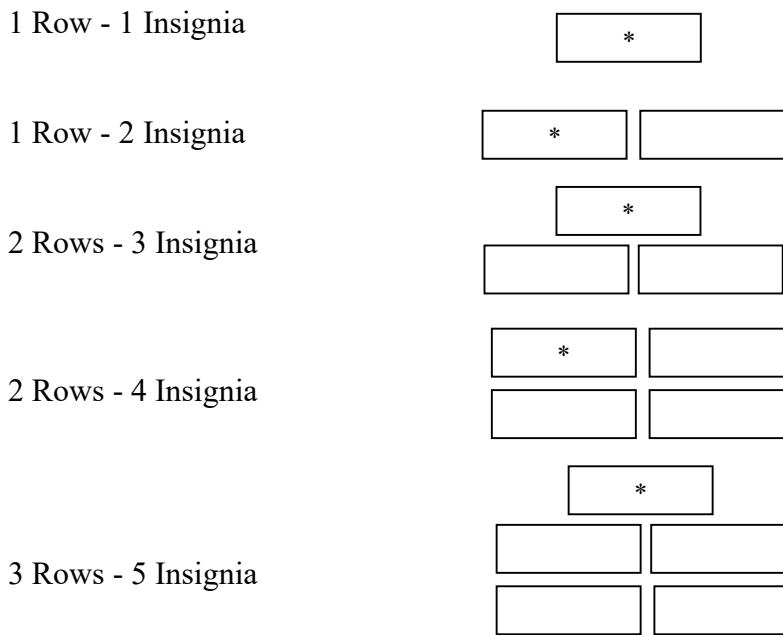 1 Row - 1 Insignia
*
1 Row - 2 Insignia
*
*
2 Rows - 3 Insignia
*
2 Rows - 4 Insignia
*
3 Rows - 5 Insignia